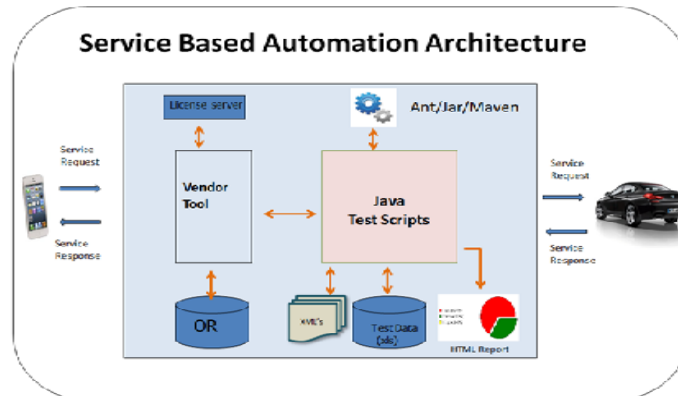 Service Based Automation Architecture
License server
Ant/Jar/Maven
Service
Request
Service
Response
Vendor
Tool
Java
Test Scripts
Service
Request
Service
Response
OR
XML's
Test Data
(xls)
HTML Report